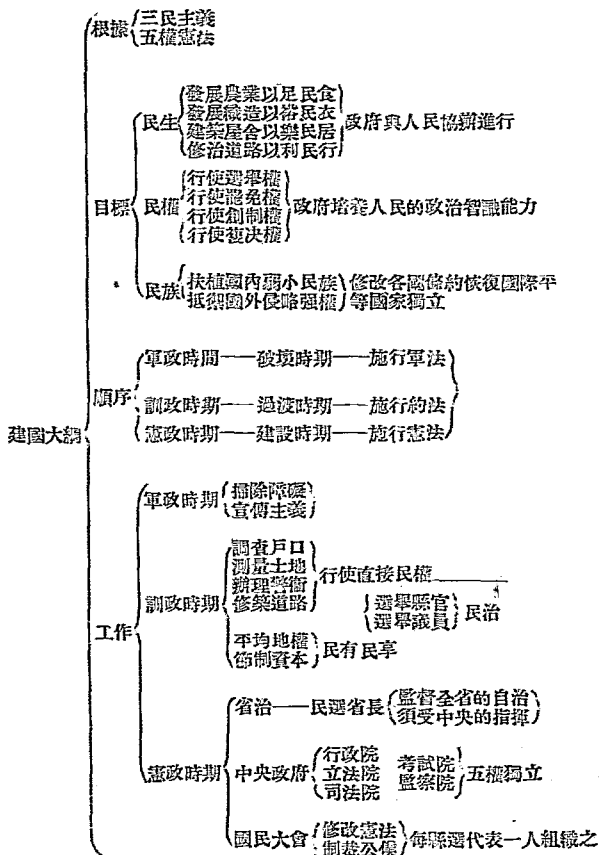 根據
三民主義
五權憲法
民生
發展農業以足民食
發展織造以裕民衣
建築屋舍以樂民居
修治道路以利民行
政府與人民協辦進行
目標
民權
行使選舉權
行使罷免權
行使創制權
行使複决權
政府培養人民的政治智識能力
民族
扶植國內弱小民族
抵禦國外侵略强權
修改各國條約恢復國際平
等國家獨立
順序
軍政時間——破壞時期——施行軍法
訓政時期——過渡時期——施行約法
憲政時期——建設時期——施行憲法
建國大綱
工作
軍政時期
掃除障礙
宣傳主義
訓政時期
調查戶口
測量土地
辦理警衛
修築道路
行使直接民權
選舉縣官
選舉議員
民治
平均地權
節制資本
民有民享
憲政時期
省治——民選省長
監督全省的自治
須受中央的指揮
中央政府
行政院
立法院
司法院
考試院
監察院
五權獨立
國民大會
修改憲法
制裁公僕
每縣選代表一人組織之